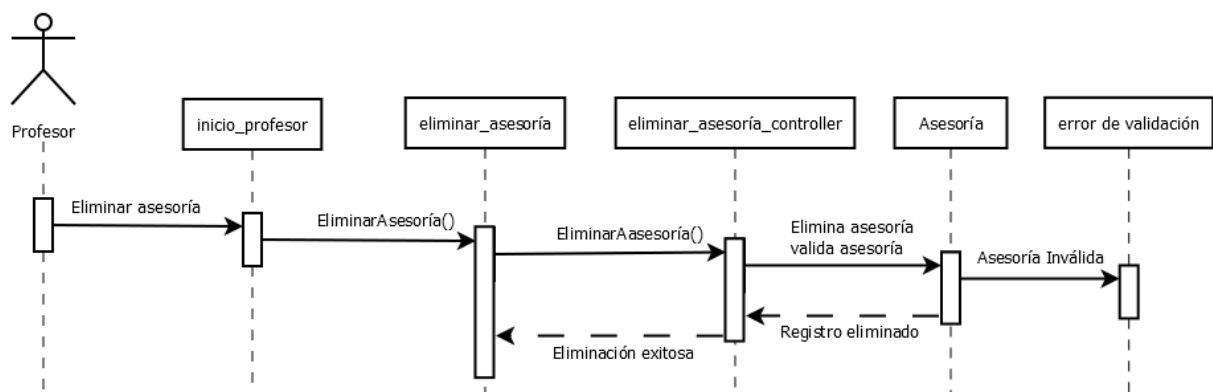 Profesor
inicio_profesor
eliminar_asesoría
eliminar_asesoría_controller
Asesoría
error de validación
Eliminar asesoría
EliminarAsesoría()
EliminarAasesoría()
Elimina asesoría
valida asesoría
Asesoría Inválida
Registro eliminado
Eliminación exitosa